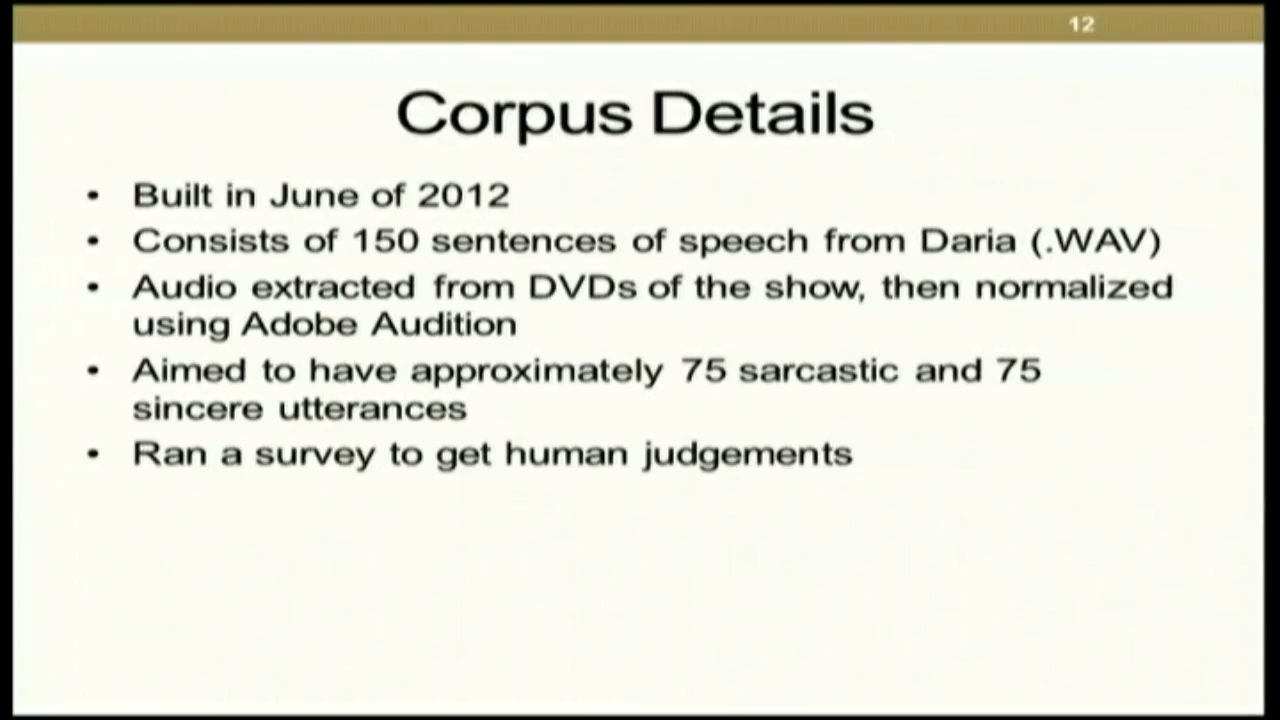 12
Corpus Details
• Built in June of 2012
• Consists of 150 sentences of speech from Daria (.WAV)
• Audio extracted from DVDs of the show, then normalized
using Adobe Audition
• Aimed to have approximately 75 sarcastic and 75
sincere utterances
• Ran a survey to get human judgements